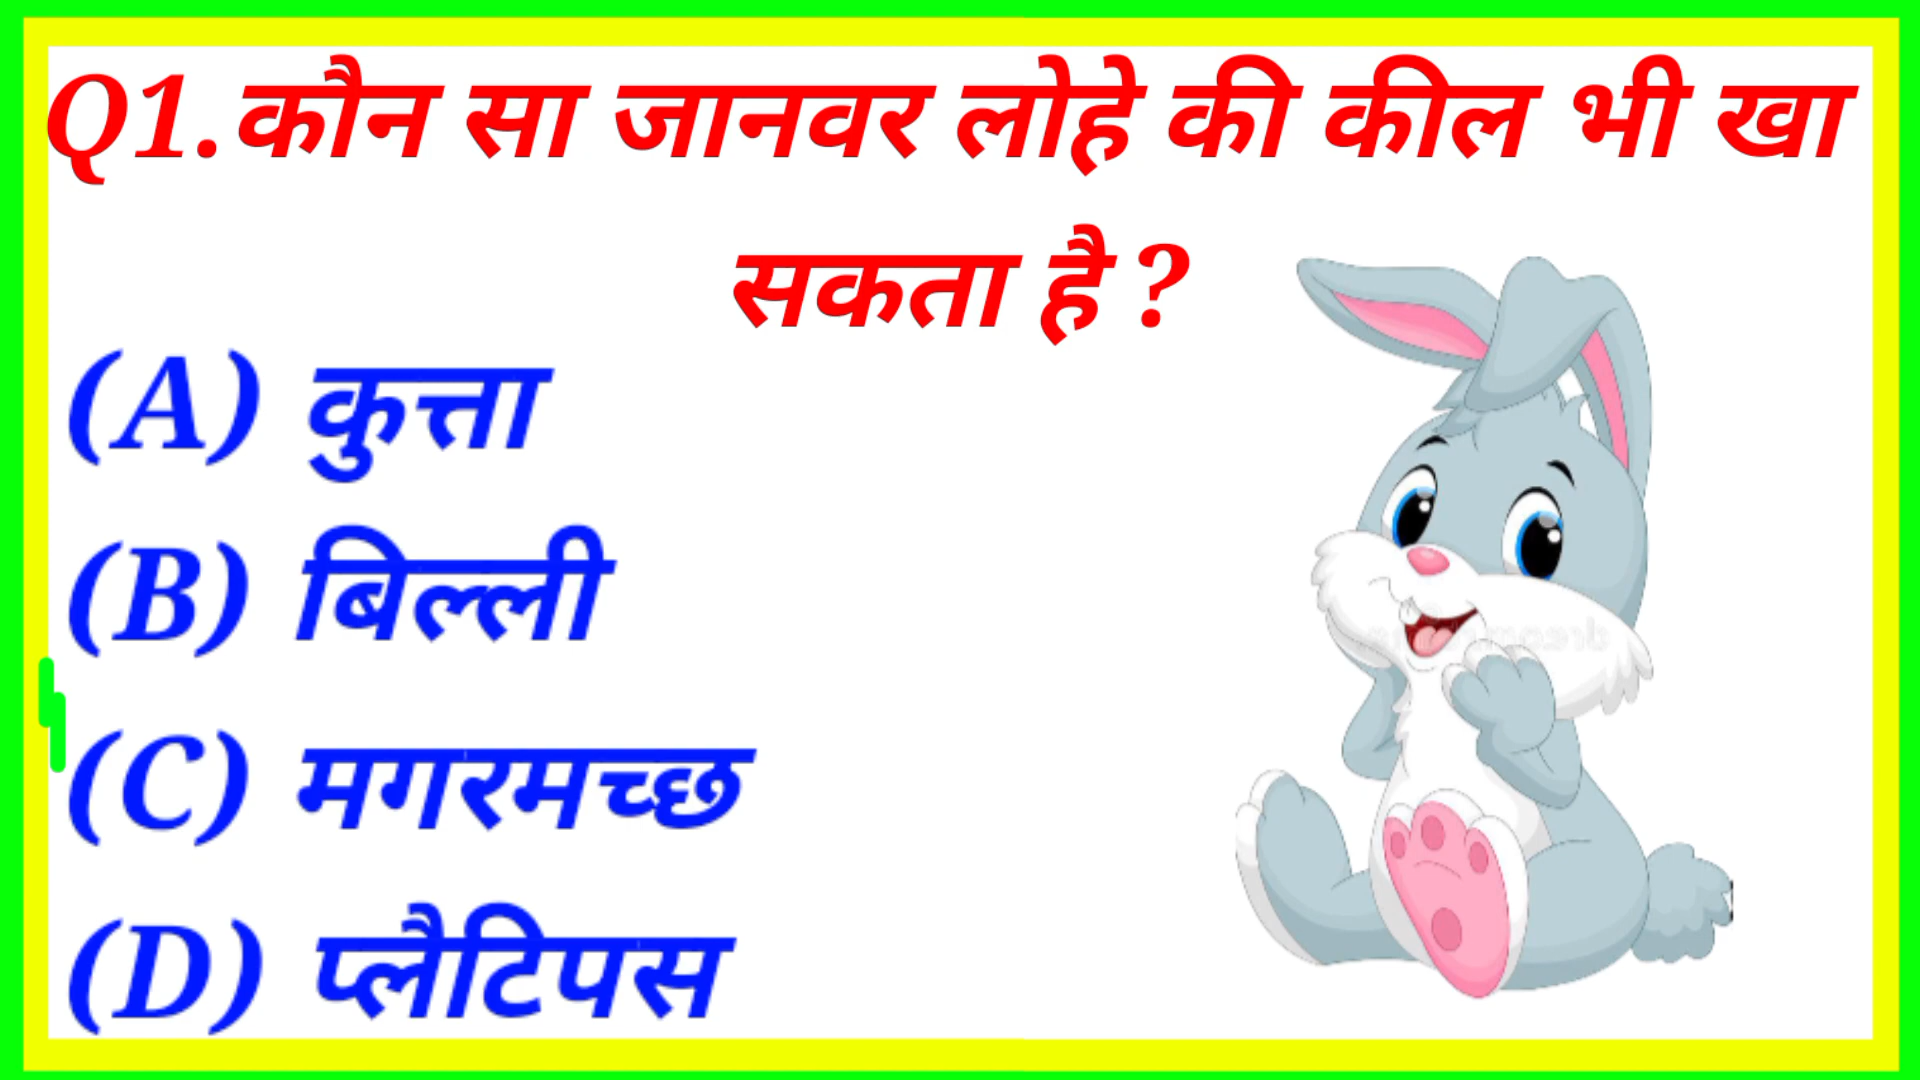 Q1.कौन सा जानवर लोहे की कील भी खा
सकता है ?
(A) कुत्ता
(B) बिल्ली
(C) मगरमच्छ
(D) प्लैटिपस